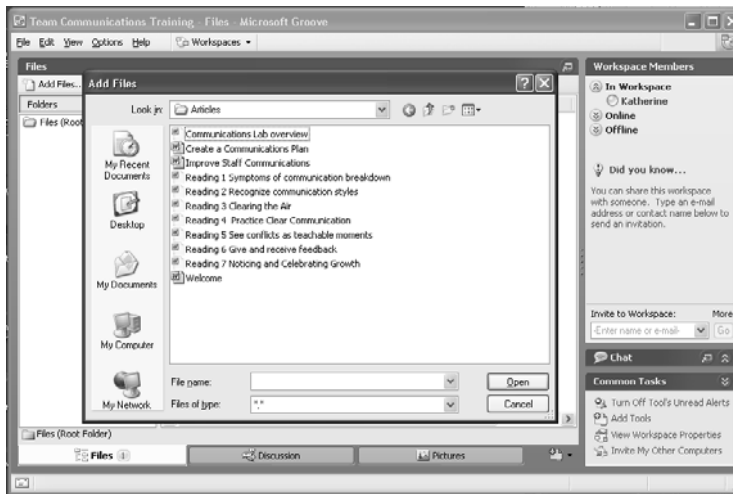 Team Communications Training - Files - Microsoft Groove
File Edit View Options Help Workspaces
Files
Add Files...
Folders
Files (Root
Add Files
Look in: Articles
My Recent Documents
Desktop
My Documents
My Computer
My Network
Communications Lab overview
Create a Communications Plan
Improve Staff Communications
Reading 1 Symptoms of communication breakdown
Reading 2 Recognize communication styles
Reading 3 Clearing the Air
Reading 4 Practice Clear Communication
Reading 5 See conflicts as teachable moments
Reading 6 Give and receive feedback
Reading 7 Noticing and Celebrating Growth
Welcome
File name: Open
Files of type: *.* Cancel
Files (Root Folder)
Files Discussion Pictures
Workspace Members
In Workspace
Katherine
Online
Offline
Did you know...
You can share this workspace
with someone. Type an e-mail
address or contact name below to
send an invitation.
Invite to Workspace: More
-Enter name or e-mail- Go
Chat
Common Tasks
Turn Off Tool's Unread Alerts
Add Tools
View Workspace Properties
Invite My Other Computers